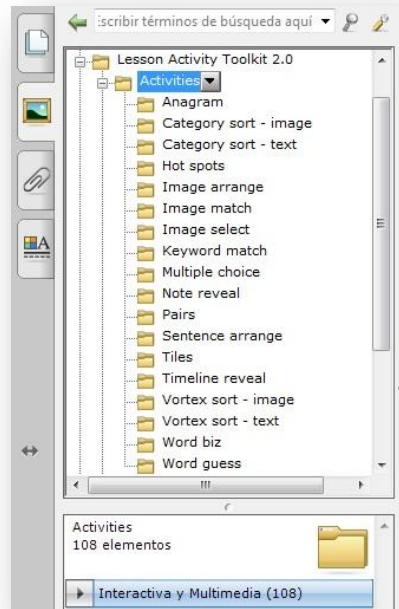 Escribir términos de búsqueda aquí
Lesson Activity Toolkit 2.0
Activities
Anagram
Category sort - image
Category sort - text
Hot spots
Image arrange
Image match
Image select
Keyword match
Multiple choice
Note reveal
Pairs
Sentence arrange
Tiles
Timeline reveal
Vortex sort - image
Vortex sort - text
Word biz
Word guess
A
Activities
108 elementos
Interactiva y Multimedia (108)